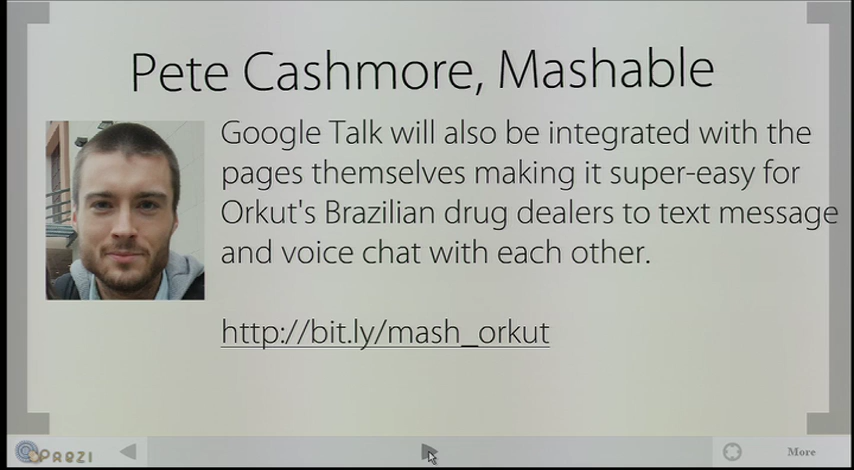 Pete Cashmore, Mashable
Google Talk will also be integrated with the
pages themselves making it super-easy for
Orkut's Brazilian drug dealers to text message
and voice chat with each other.
http://bit.ly/mash_orkut
PREZI
More